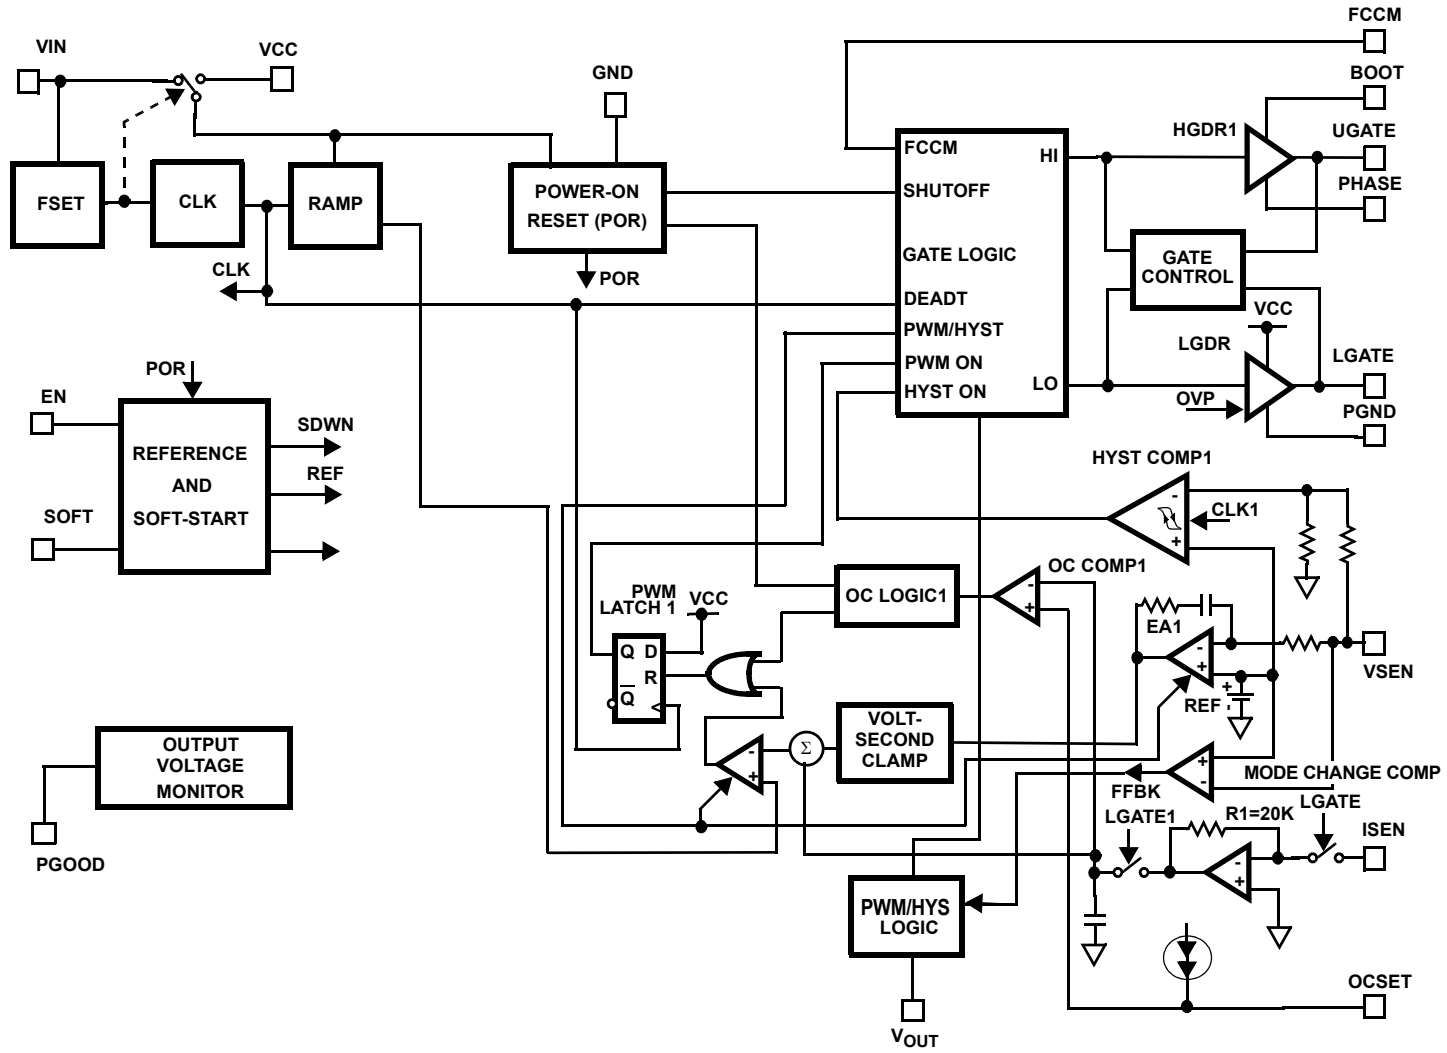 FCCM
VIN
VCC
GND
BOOT
HGDR1
UGATE
FCCM
HI
PHASE
FSET
CLK
RAMP
POWER-ON
RESET (POR)
SHUTOFF
GATE LOGIC
GATE
CONTROL
CLK
POR
DEADT
VCC
PWM/HYST
LGDR
LGATE
PWM ON
HYST ON
LO
OVP
PGND
POR
EN
SDWN
REFERENCE
AND
SOFT-START
REF
SOFT
HYST COMP1
-
CLK1
+
OC COMP1
OC LOGIC1
-
+
PWM
LATCH 1
VCC
Q D
R
Q
EA1
-
+
VSEN
+
REF
-
VOLT-
SECOND
CLAMP
Σ
-
+
OUTPUT
VOLTAGE
MONITOR
+
-
MODE CHANGE COMP
FFBK
LGATE1
R1=20K
LGATE
ISEN
-
+
PGOOD
PWM/HYS
LOGIC
OCSET
VOUT